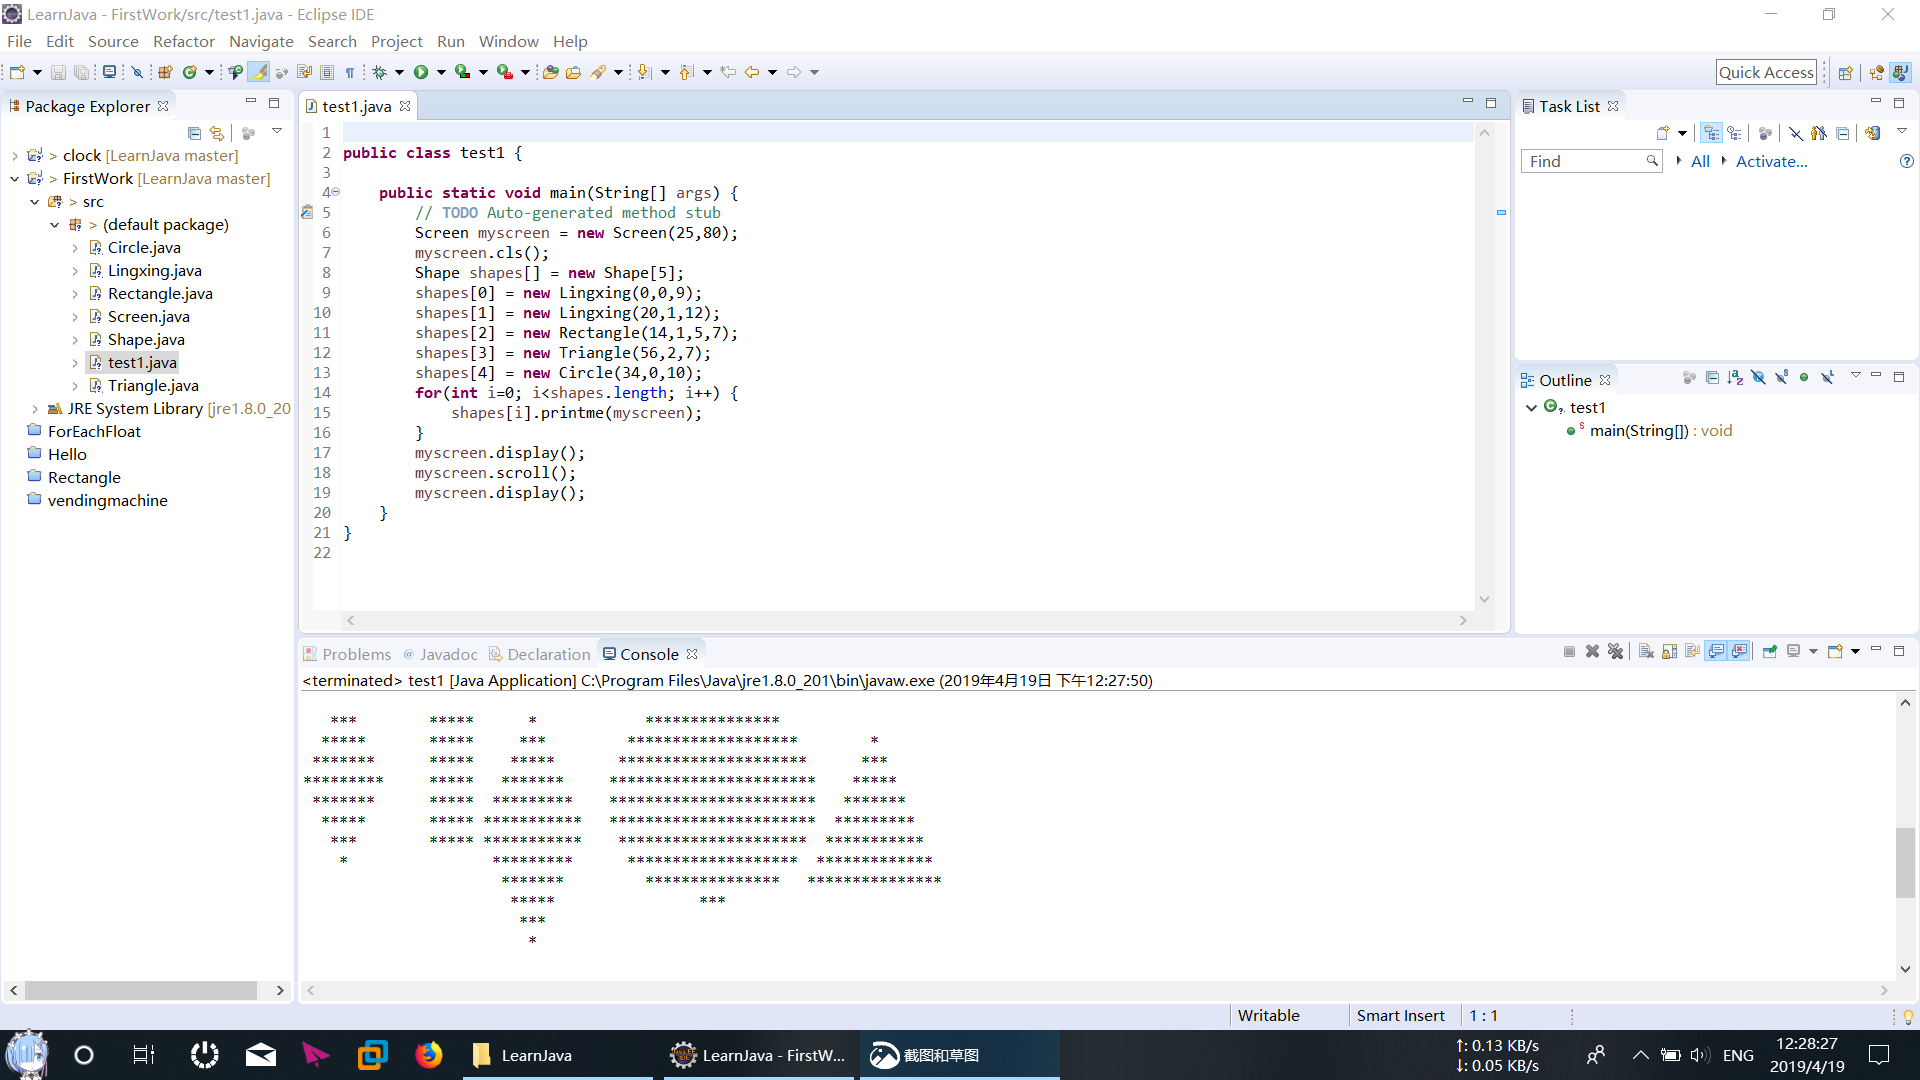 LearnJava - FirstWork/src/test1.java - Eclipse IDE
File Edit Source Refactor Navigate Search Project Run Window Help
Quick Access
Package Explorer
> clock [LearnJava master]
> FirstWork [LearnJava master]
> src
> (default package)
Circle.java
Lingxing.java
Rectangle.java
Screen.java
Shape.java
test1.java
Triangle.java
JRE System Library [jre1.8.0_20
ForEachFloat
Hello
Rectangle
vendingmachine
test1.java
1
2 public class test1 {
3
4     public static void main(String[] args) {
5         // TODO Auto-generated method stub
6         Screen myscreen = new Screen(25,80);
7         myscreen.cls();
8         Shape shapes[] = new Shape[5];
9         shapes[0] = new Lingxing(0,0,9);
10         shapes[1] = new Lingxing(20,1,12);
11         shapes[2] = new Rectangle(14,1,5,7);
12         shapes[3] = new Triangle(56,2,7);
13         shapes[4] = new Circle(34,0,10);
14         for(int i=0; i<shapes.length; i++) {
15             shapes[i].printme(myscreen);
16         }
17         myscreen.display();
18         myscreen.scroll();
19         myscreen.display();
20     }
21 }
22
Task List
Find All Activate...
Outline
test1
main(String[]) : void
Problems @ Javadoc Declaration Console
<terminated> test1 [Java Application] C:\Program Files\Java\jre1.8.0_201\bin\javaw.exe (2019年4月19日 下午12:27:50)
   ***        *****      *            ***************
  *****       *****     ***         *******************        *
 *******      *****    *****       *********************      ***
*********     *****   *******     ***********************    *****
 *******      *****  *********    ***********************   *******
  *****       ***** ***********   ***********************  *********
   ***        ***** ***********    *********************  ***********
    *                *********      *******************  *************
                      *******         ***************   ***************
                       *****                ***
                        ***
                         *
Writable Smart Insert 1 : 1
LearnJava
LearnJava - FirstW...
截图和草图
↑: 0.13 KB/s
↓: 0.05 KB/s
ENG
12:28:27
2019/4/19